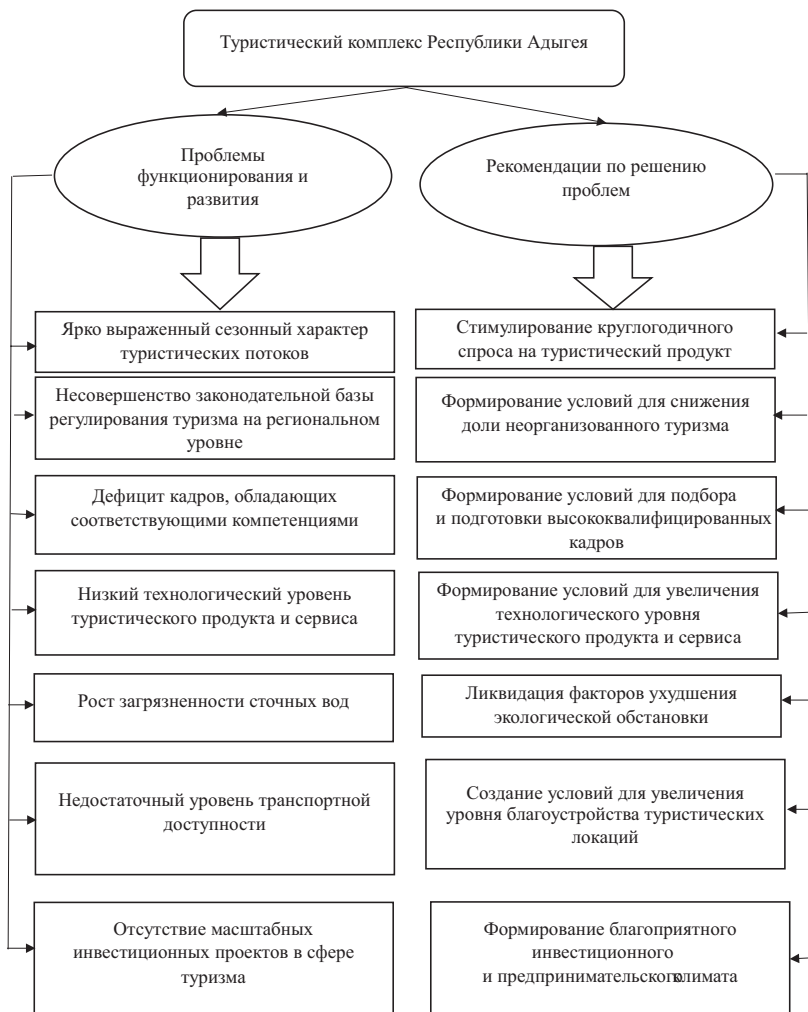 Туристический комплекс Республики Адыгея
Проблемы
функционирования и
развития
Рекомендации по решению
проблем
Ярко выраженный сезонный характер
туристических потоков
Несовершенство законодательной базы
регулирования туризма на региональном
уровне
Дефицит кадров, обладающих
соответствующими компетенциями
Низкий технологический уровень
туристического продукта и сервиса
Рост загрязненности сточных вод
Недостаточный уровень транспортной
доступности
Отсутствие масштабных
инвестиционных проектов в сфере
туризма
Стимулирование круглогодичного
спроса на туристический продукт
Формирование условий для снижения
доли неорганизованного туризма
Формирование условий для подбора
и подготовки высококвалифицированных
кадров
Формирование условий для увеличения
технологического уровня
туристического продукта и сервиса
Ликвидация факторов ухудшения
экологической обстановки
Создание условий для увеличения
уровня благоустройства туристических
локаций
Формирование благоприятного
инвестиционного
и предпринимательского климата